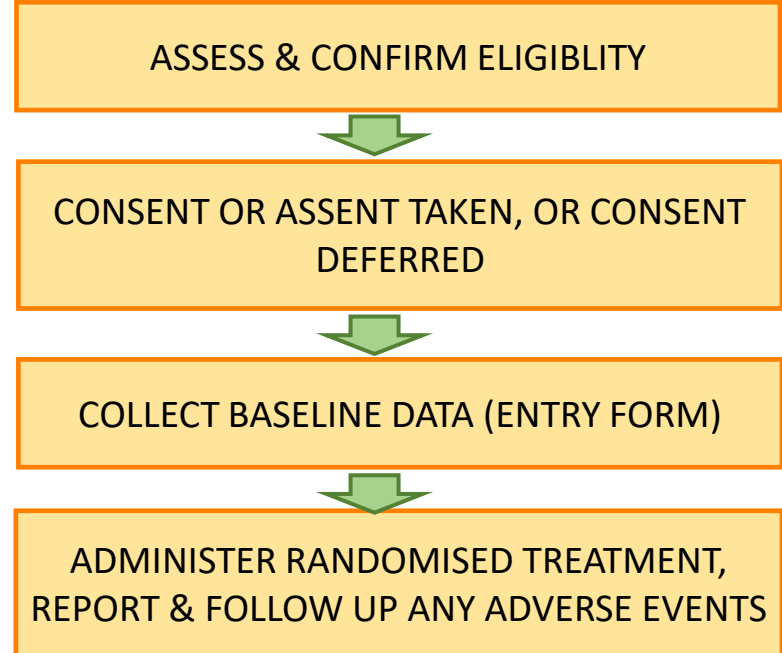 ASSESS & CONFIRM ELIGIBLITY
CONSENT OR ASSENT TAKEN, OR CONSENT
DEFERRED
COLLECT BASELINE DATA (ENTRY FORM)
ADMINISTER RANDOMISED TREATMENT,
REPORT & FOLLOW UP ANY ADVERSE EVENTS